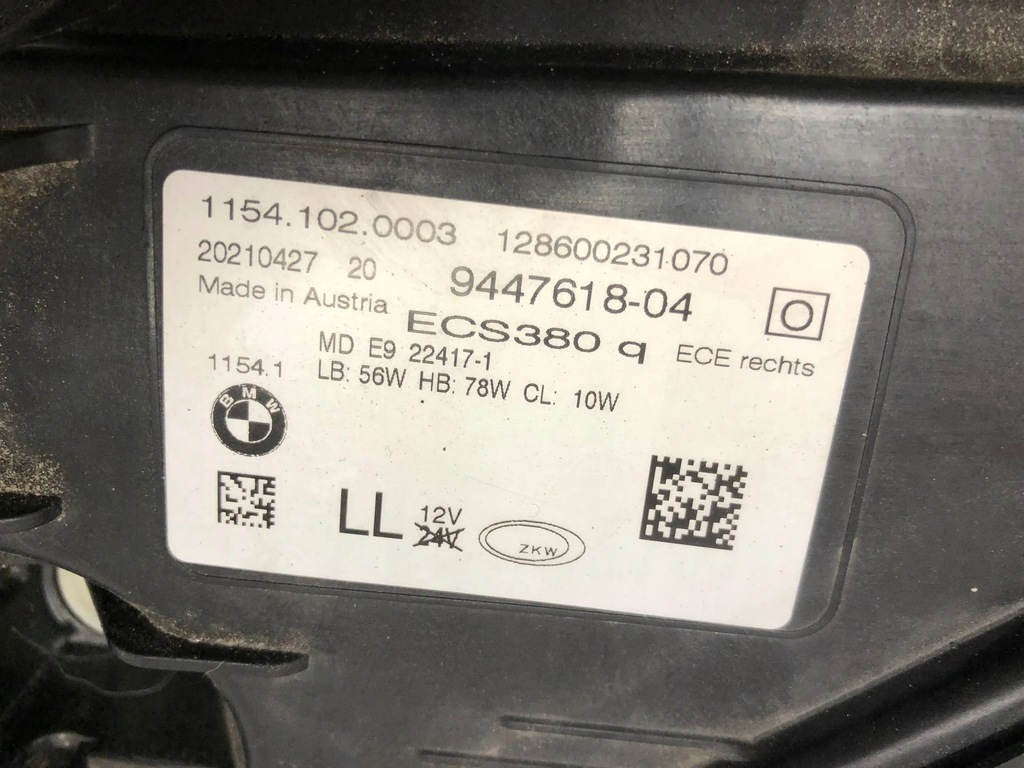 1154.102.0003 128600231070
20210427 20 9447618-04
Made in Austria ECS380 q ECE rechts
O
MD E9 22417-1
1154.1 LB: 56W HB: 78W CL: 10W
BMW
LL 12V
24V
ZKW